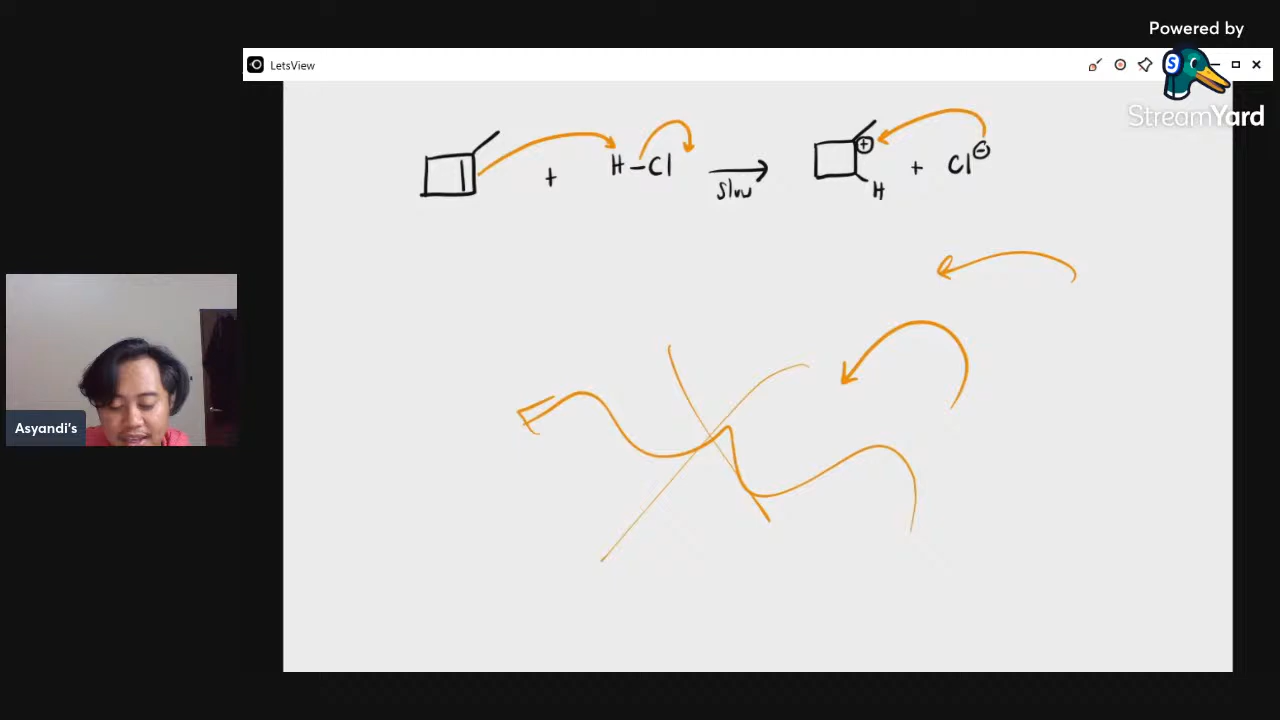 Powered by
LetsView
StreamYard
H-Cl
+
slow
⊕
H
+
Cl⊖
Asyandi's